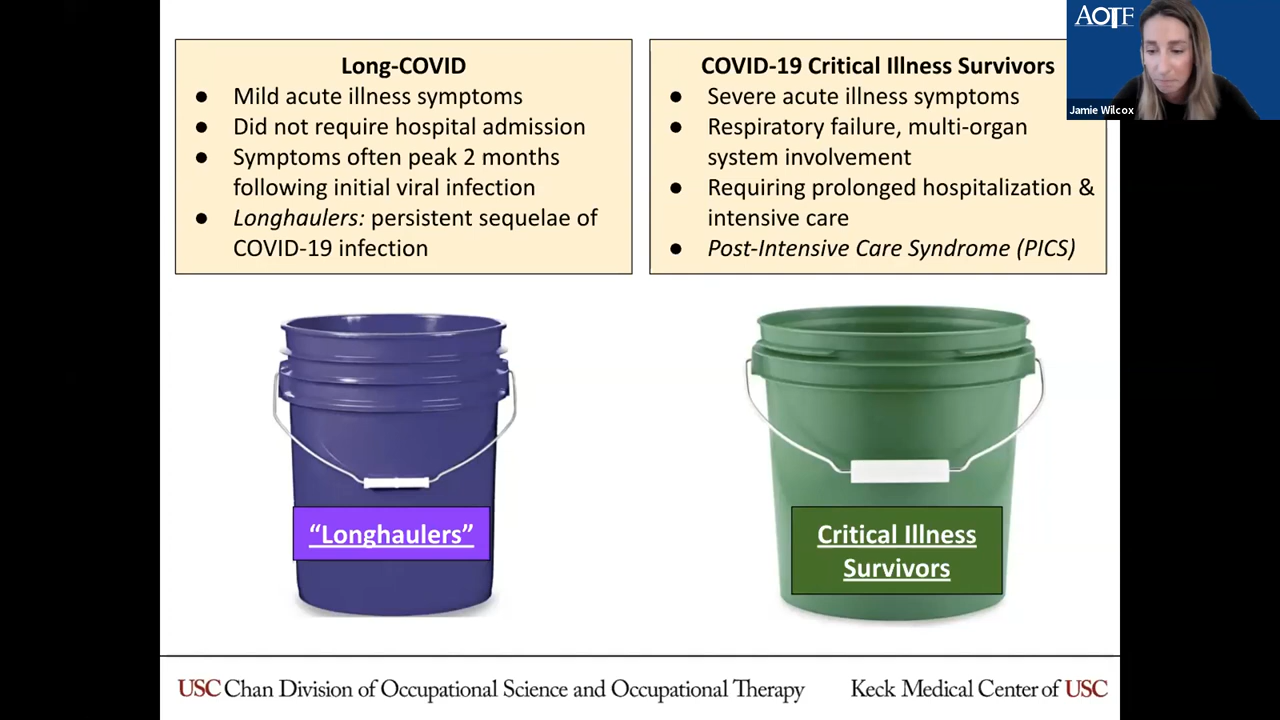 Long-COVID
● Mild acute illness symptoms
● Did not require hospital admission
● Symptoms often peak 2 months
following initial viral infection
● Longhaulers: persistent sequelae of
COVID-19 infection
COVID-19 Critical Illness Survivors
● Severe acute illness symptoms
● Respiratory failure, multi-organ
system involvement
● Requiring prolonged hospitalization &
intensive care
● Post-Intensive Care Syndrome (PICS)
AOTF
Jamie Wilcox
“Longhaulers”
Critical Illness
Survivors
USC Chan Division of Occupational Science and Occupational Therapy
Keck Medical Center of USC